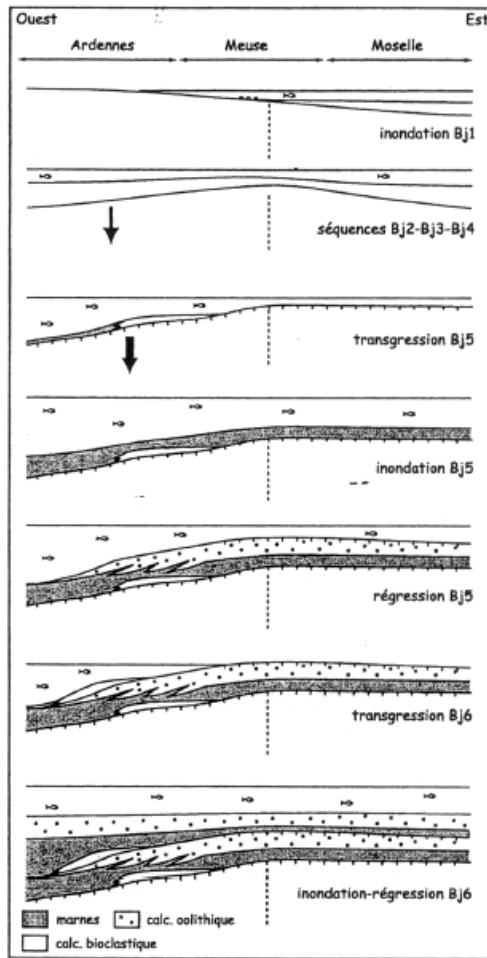 Ouest Est
Ardennes Meuse Moselle
inondation Bj1
séquences Bj2-Bj3-Bj4
transgression Bj5
inondation Bj5
régression Bj5
transgression Bj6
inondation-régression Bj6
marnes calc. oolithique
calc. bioclastique